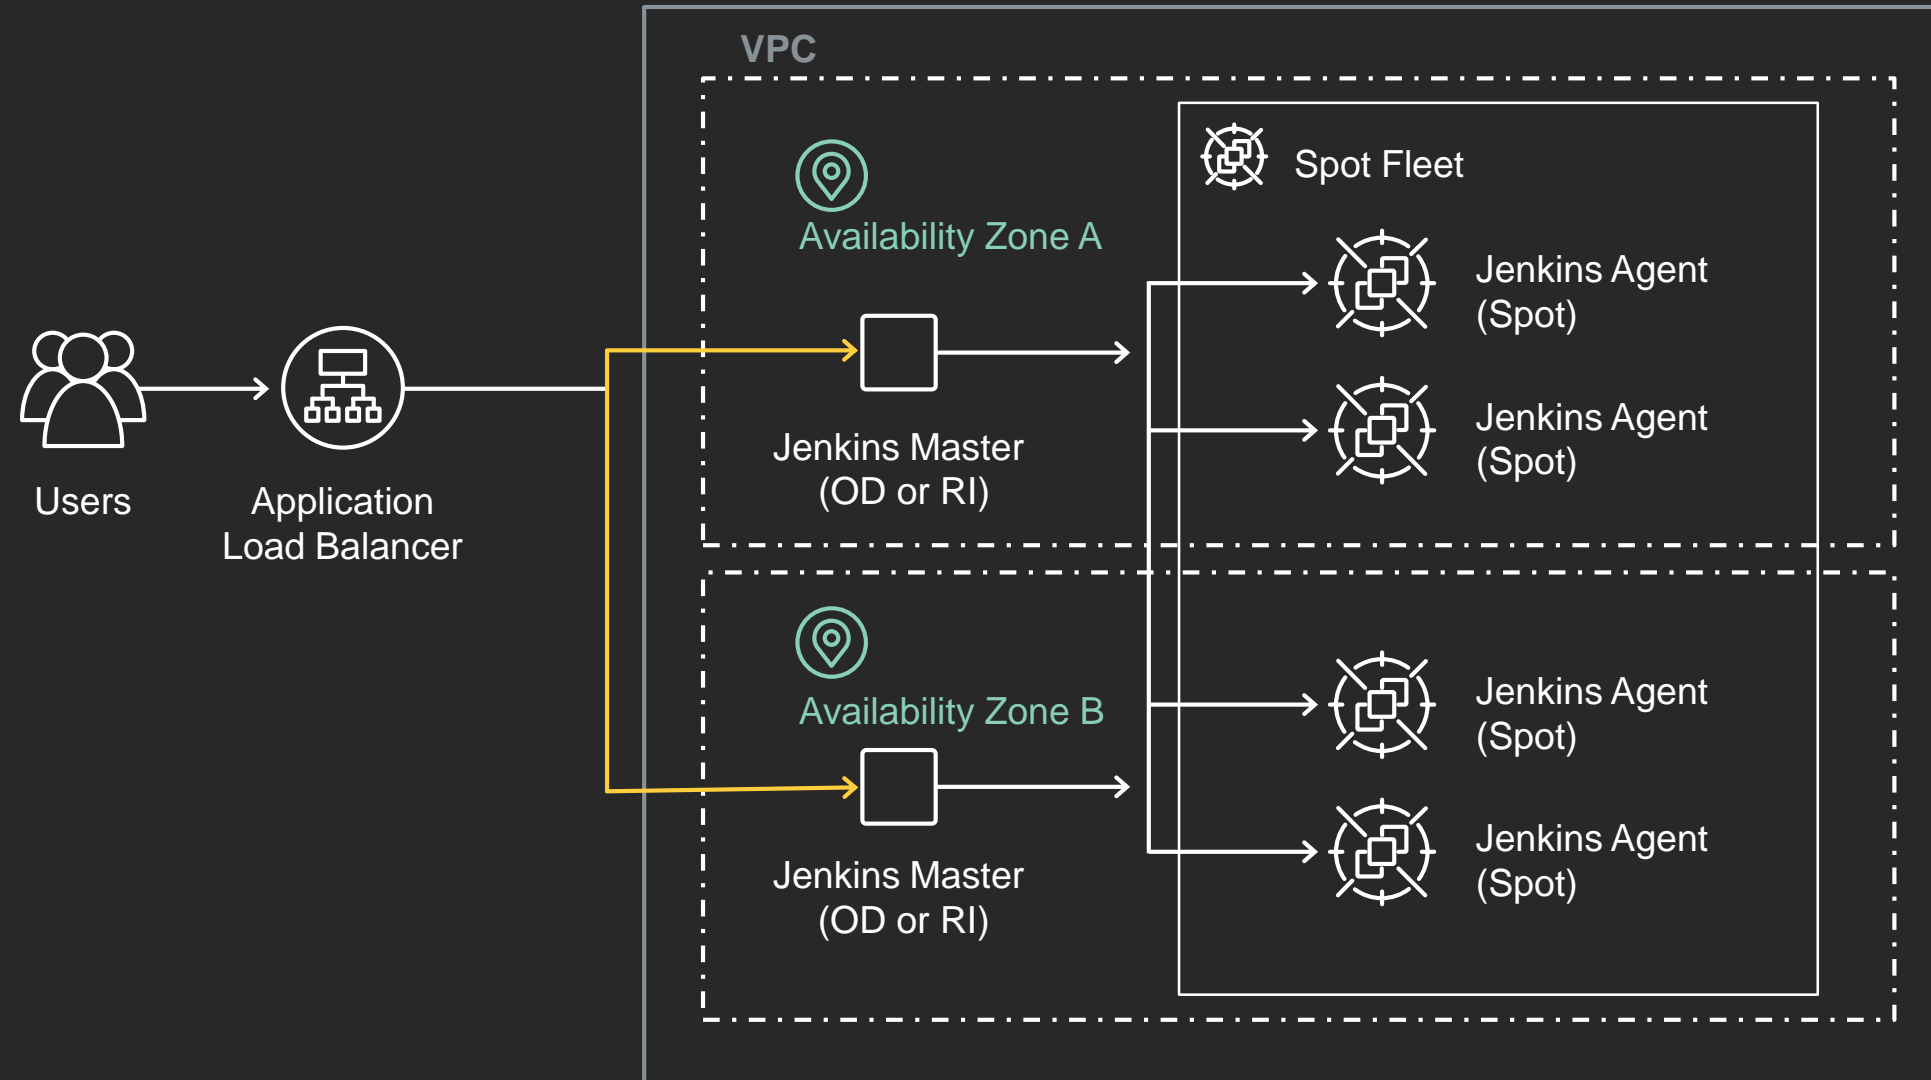 VPC
Spot Fleet
Availability Zone A
Jenkins Agent
(Spot)
Jenkins Agent
(Spot)
Jenkins Master
(OD or RI)
Users
Application
Load Balancer
Availability Zone B
Jenkins Agent
(Spot)
Jenkins Agent
(Spot)
Jenkins Master
(OD or RI)